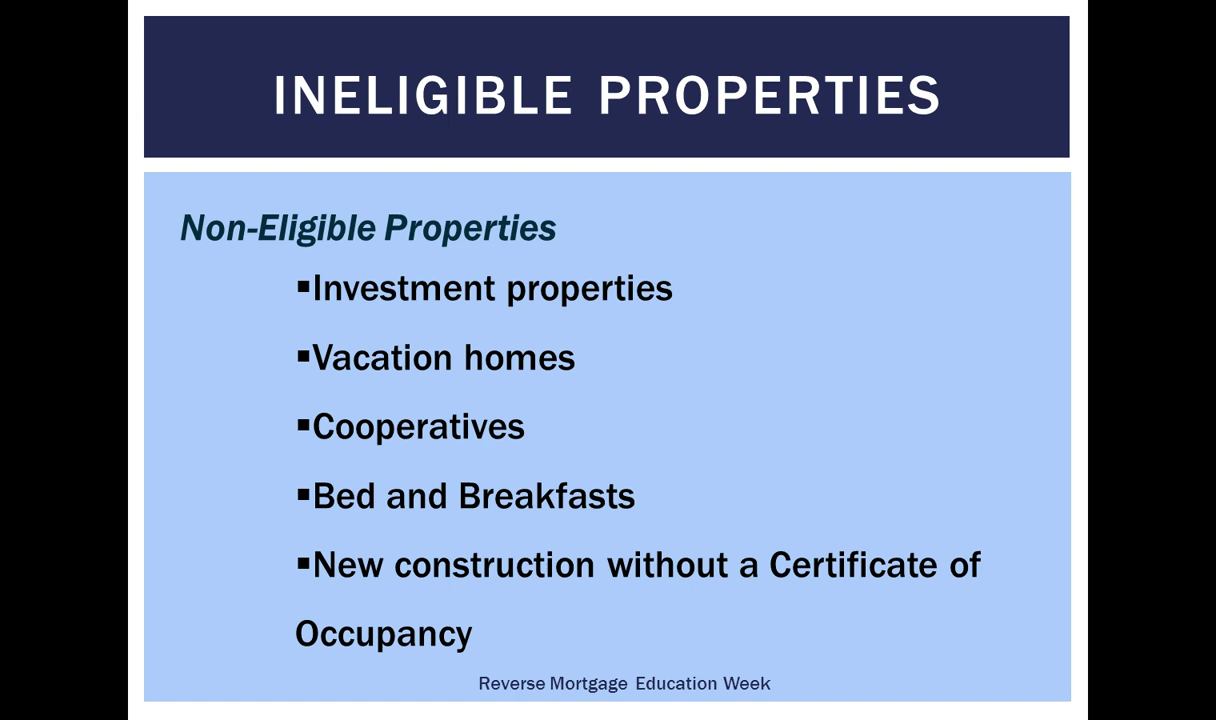 INELIGIBLE PROPERTIES
Non-Eligible Properties
▪Investment properties
▪Vacation homes
▪Cooperatives
▪Bed and Breakfasts
▪New construction without a Certificate of
Occupancy
Reverse Mortgage Education Week